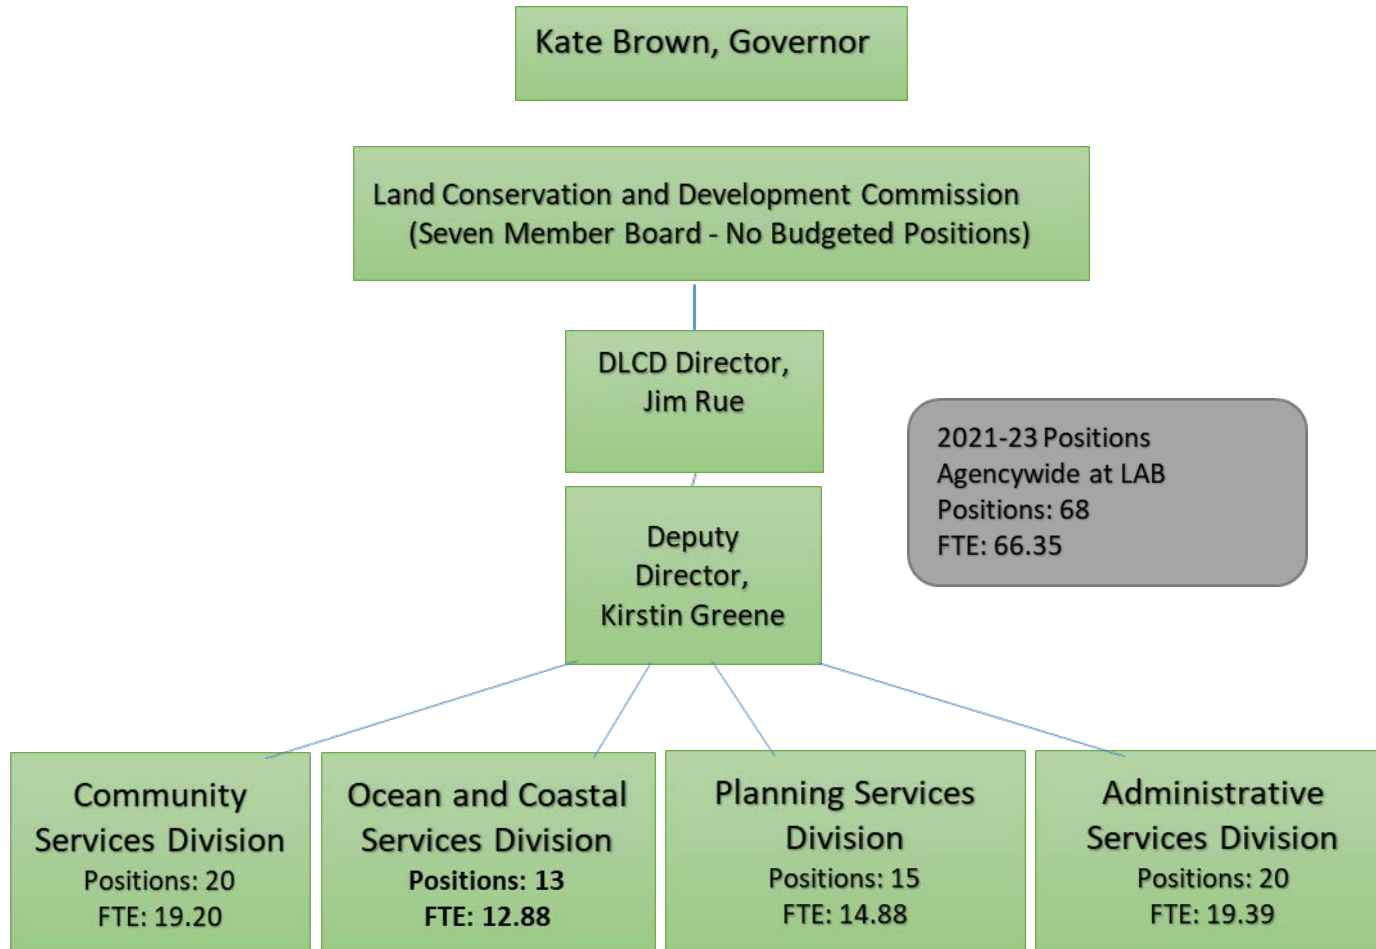 Kate Brown, Governor
Land Conservation and Development Commission
(Seven Member Board - No Budgeted Positions)
DLCD Director,
Jim Rue
2021-23 Positions
Agencywide at LAB
Positions: 68
FTE: 66.35
Deputy
Director,
Kirstin Greene
Community
Services Division
Positions: 20
FTE: 19.20
Ocean and Coastal
Services Division
Positions: 13
FTE: 12.88
Planning Services
Division
Positions: 15
FTE: 14.88
Administrative
Services Division
Positions: 20
FTE: 19.39